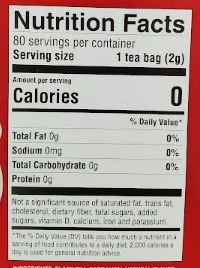 Nutrition Facts
80 servings per container
Serving size 1 tea bag (2g)
Amount per serving
Calories 0
% Daily Value*
Total Fat 0g 0%
Sodium 0mg 0%
Total Carbohydrate 0g 0%
Protein 0g
Not a significant source of saturated fat, trans fat,
cholesterol, dietary fiber, total sugars, added
sugars, vitamin D, calcium, iron and potassium.
*The % Daily Value (DV) tells you how much a nutrient in a
serving of food contributes to a daily diet. 2,000 calories a
day is used for general nutrition advice.